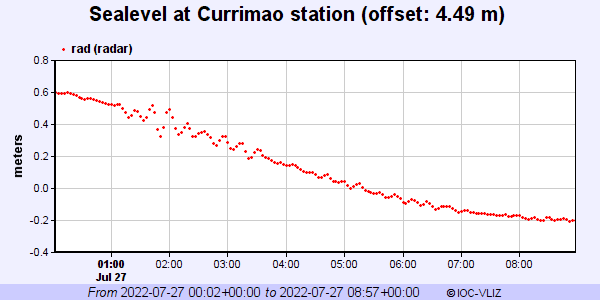 Sealevel at Currimao station (offset: 4.49 m)
rad (radar)
meters
0.8
0.6
0.4
0.2
0.0
-0.2
-0.4
01:00 02:00 03:00 04:00 05:00 06:00 07:00 08:00
Jul 27
From 2022-07-27 00:02+00:00 to 2022-07-27 08:57+00:00 © IOC-VLIZ